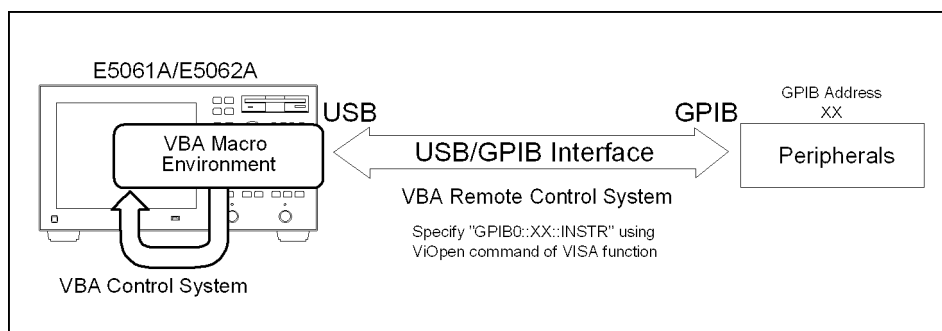 E5061A/E5062A
VBA Macro
Environment
VBA Control System
USB
GPIB
USB/GPIB Interface
VBA Remote Control System
Specify "GPIB0::XX::INSTR" using
ViOpen command of VISA function
GPIB Address
XX
Peripherals